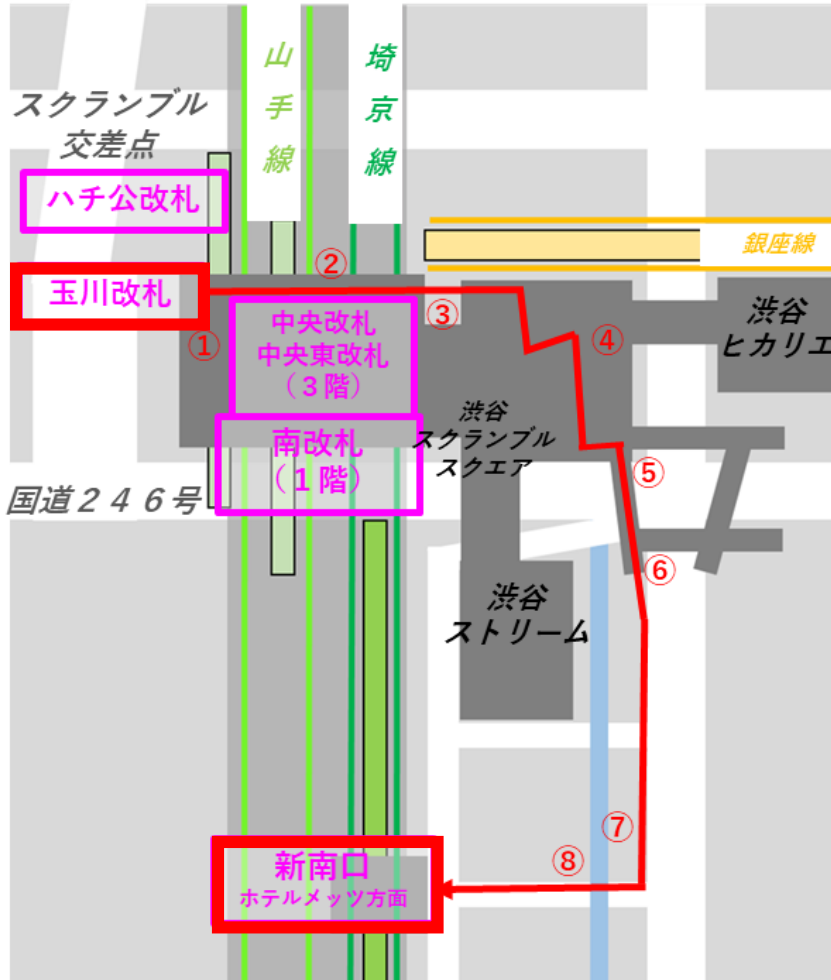 山手線
埼京線
スクランブル
交差点
ハチ公改札
玉川改札
銀座線
②
①
③
④
中央改札
中央東改札
（３階）
渋谷
ヒカリエ
南改札
（１階）
渋谷
スクランブル
スクエア
国道２４６号
⑤
⑥
渋谷
ストリーム
⑦
⑧
新南口
ホテルメッツ方面